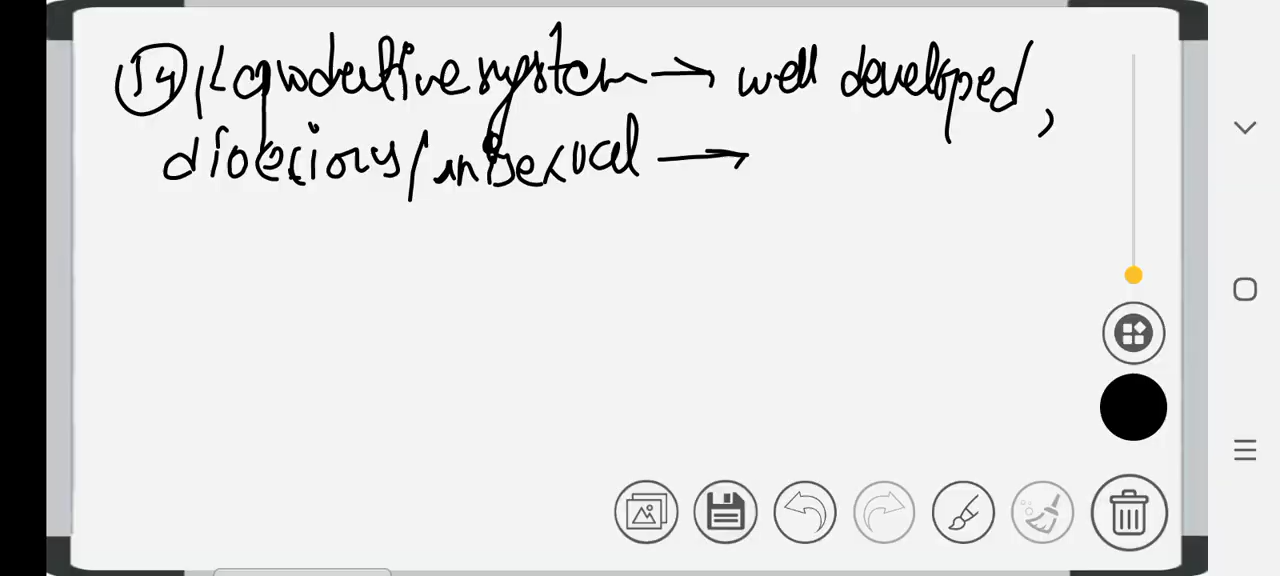 (14) Reproductive system → well developed,
dioecious/unisexual →